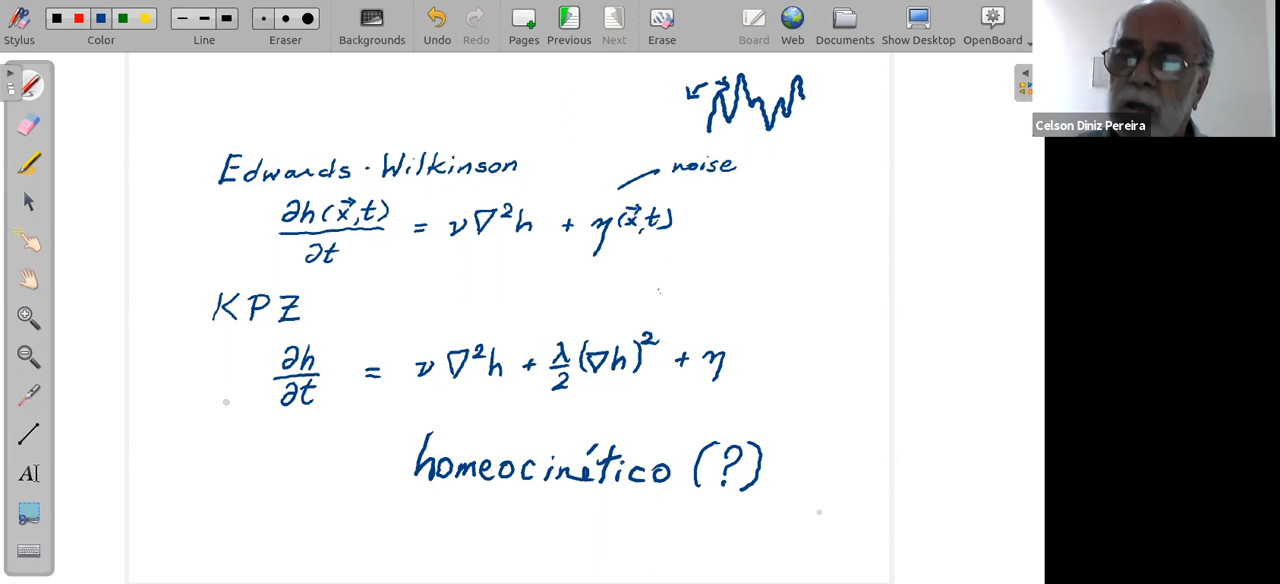 Stylus Color Line Eraser Backgrounds Undo Redo Pages Previous Next Erase Board Web Documents Show Desktop OpenBoard
Celson Diniz Pereira
Edwards-Wilkinson
noise
∂h(x⃗,t)/∂t = ν∇²h + η(x⃗,t)
KPZ
∂h/∂t = ν∇²h + λ/2(∇h)² + η
homeocinético (?)
AI